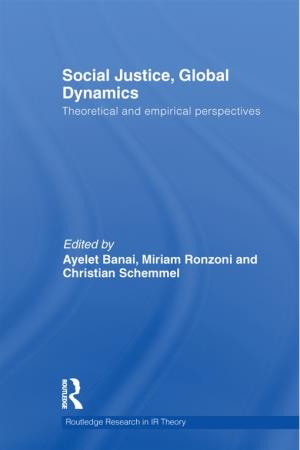 Social Justice, Global
Dynamics
Theoretical and empirical perspectives
Edited by
Ayelet Banai, Miriam Ronzoni and
Christian Schemmel
ROUTLEDGE
Routledge Research in IR Theory